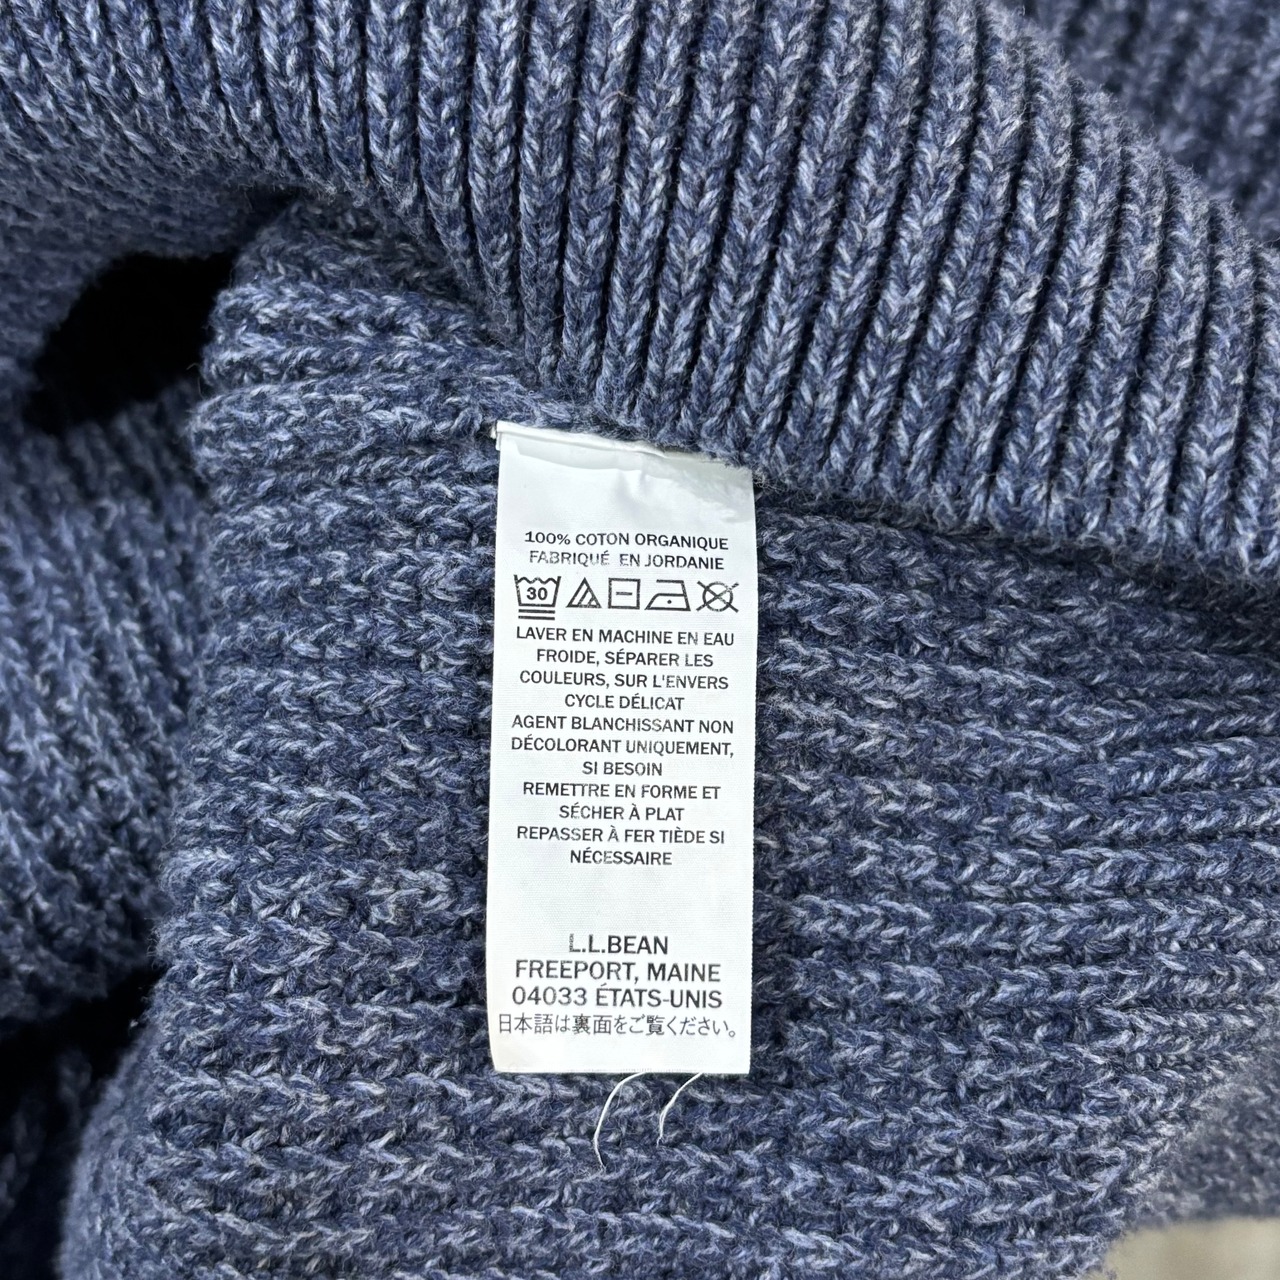 100% COTON ORGANIQUE
FABRIQUÉ EN JORDANIE
30
LAVER EN MACHINE EN EAU
FROIDE, SÉPARER LES
COULEURS, SUR L'ENVERS
CYCLE DÉLICAT
AGENT BLANCHISSANT NON
DÉCOLORANT UNIQUEMENT,
SI BESOIN
REMETTRE EN FORME ET
SÉCHER À PLAT
REPASSER À FER TIÈDE SI
NÉCESSAIRE
L.L.BEAN
FREEPORT, MAINE
04033 ÉTATS-UNIS
日本語は裏面をご覧ください。